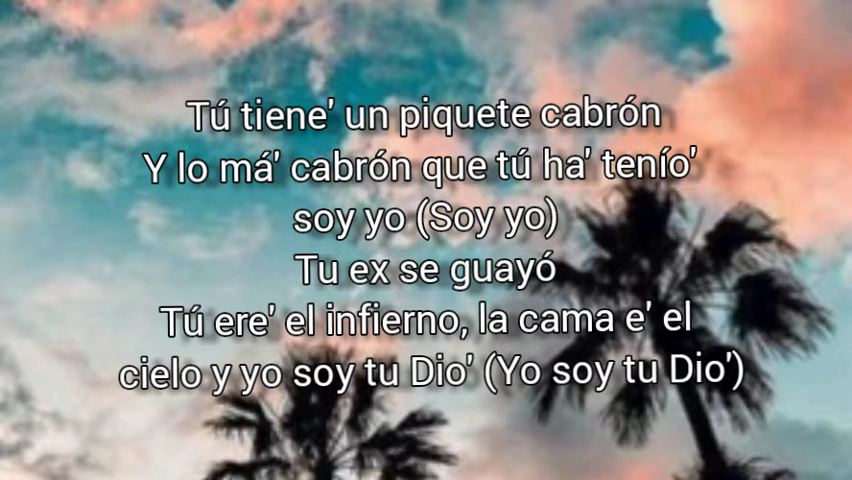 Tú tiene' un piquete cabrón
Y lo má' cabrón que tú ha' tenío'
soy yo (Soy yo)
Tu ex se guayó
Tú ere' el infierno, la cama e' el
cielo y yo soy tu Dio' (Yo soy tu Dio')